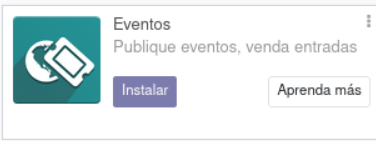 Eventos
Publique eventos, venda entradas
Instalar
Aprenda más